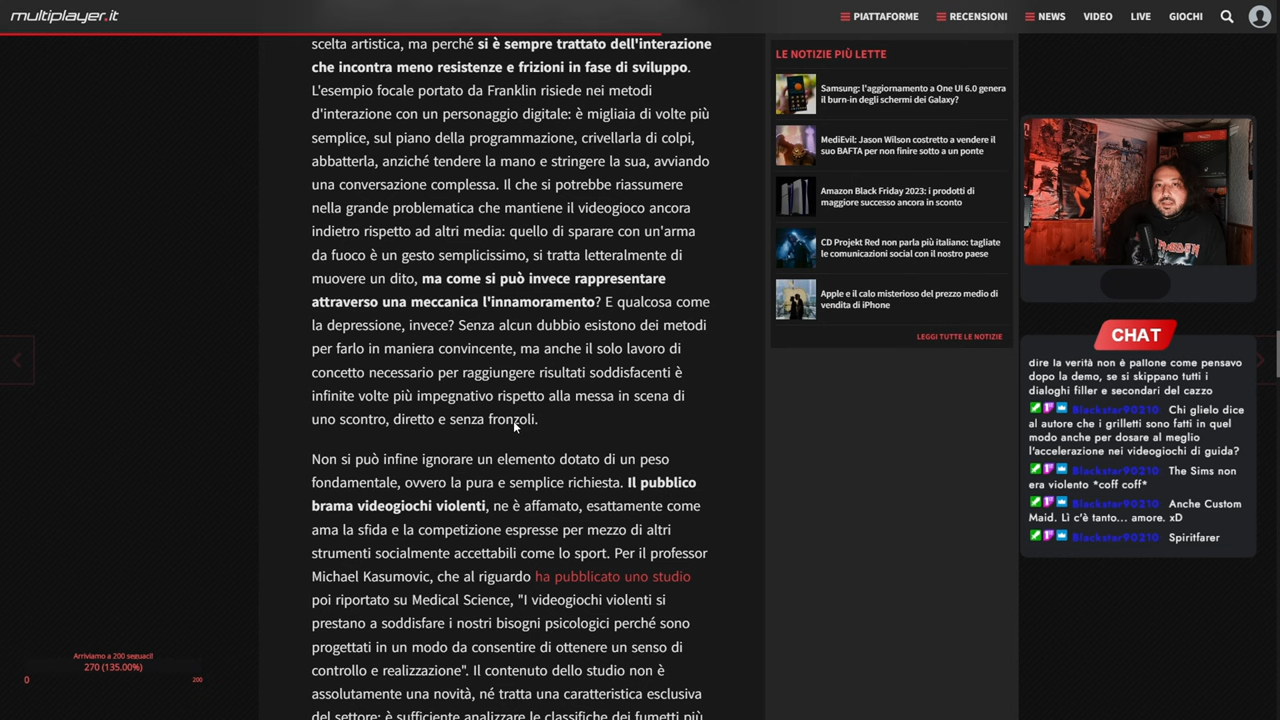 multiplayer.it
PIATTAFORME
RECENSIONI
NEWS
VIDEO
LIVE
GIOCHI
scelta artistica, ma perché si è sempre trattato dell'interazione
che incontra meno resistenze e frizioni in fase di sviluppo.
L'esempio focale portato da Franklin risiede nei metodi
d'interazione con un personaggio digitale: è migliaia di volte più
semplice, sul piano della programmazione, crivellarla di colpi,
abbatterla, anziché tendere la mano e stringere la sua, avviando
una conversazione complessa. Il che si potrebbe riassumere
nella grande problematica che mantiene il videogioco ancora
indietro rispetto ad altri media: quello di sparare con un'arma
da fuoco è un gesto semplicissimo, si tratta letteralmente di
muovere un dito, ma come si può invece rappresentare
attraverso una meccanica l'innamoramento? E qualcosa come
la depressione, invece? Senza alcun dubbio esistono dei metodi
per farlo in maniera convincente, ma anche il solo lavoro di
concetto necessario per raggiungere risultati soddisfacenti è
infinite volte più impegnativo rispetto alla messa in scena di
uno scontro, diretto e senza fronzoli.
Non si può infine ignorare un elemento dotato di un peso
fondamentale, ovvero la pura e semplice richiesta. Il pubblico
brama videogiochi violenti, ne è affamato, esattamente come
ama la sfida e la competizione espresse per mezzo di altri
strumenti socialmente accettabili come lo sport. Per il professor
Michael Kasumovic, che al riguardo ha pubblicato uno studio
poi riportato su Medical Science, "I videogiochi violenti si
prestano a soddisfare i nostri bisogni psicologici perché sono
progettati in un modo da consentire di ottenere un senso di
controllo e realizzazione". Il contenuto dello studio non è
assolutamente una novità, né tratta una caratteristica esclusiva
del settore: è sufficiente analizzare le classifiche dei fumetti più
LE NOTIZIE PIÙ LETTE
Samsung: l'aggiornamento a One UI 6.0 genera
il burn-in degli schermi dei Galaxy?
MediEvil: Jason Wilson costretto a vendere il
suo BAFTA per non finire sotto a un ponte
Amazon Black Friday 2023: i prodotti di
maggiore successo ancora in sconto
CD Projekt Red non parla più italiano: tagliate
le comunicazioni social con il nostro paese
Apple e il calo misterioso del prezzo medio di
vendita di iPhone
LEGGI TUTTE LE NOTIZIE
CHAT
dire la verità non è pallone come pensavo
dopo la demo, se si skippano tutti i
dialoghi filler e secondari del cazzo
Blackstar90210 Chi glielo dice
al autore che i grilletti sono fatti in quel
modo anche per dosare al meglio
l'accelerazione nei videogiochi di guida?
Blackstar90210 The Sims non
era violento *coff coff*
Blackstar90210 Anche Custom
Maid. Lì c'è tanto... amore. xD
Blackstar90210 Spiritfarer
Arriviamo a 200 seguaci!
270 (135.00%)
0
200